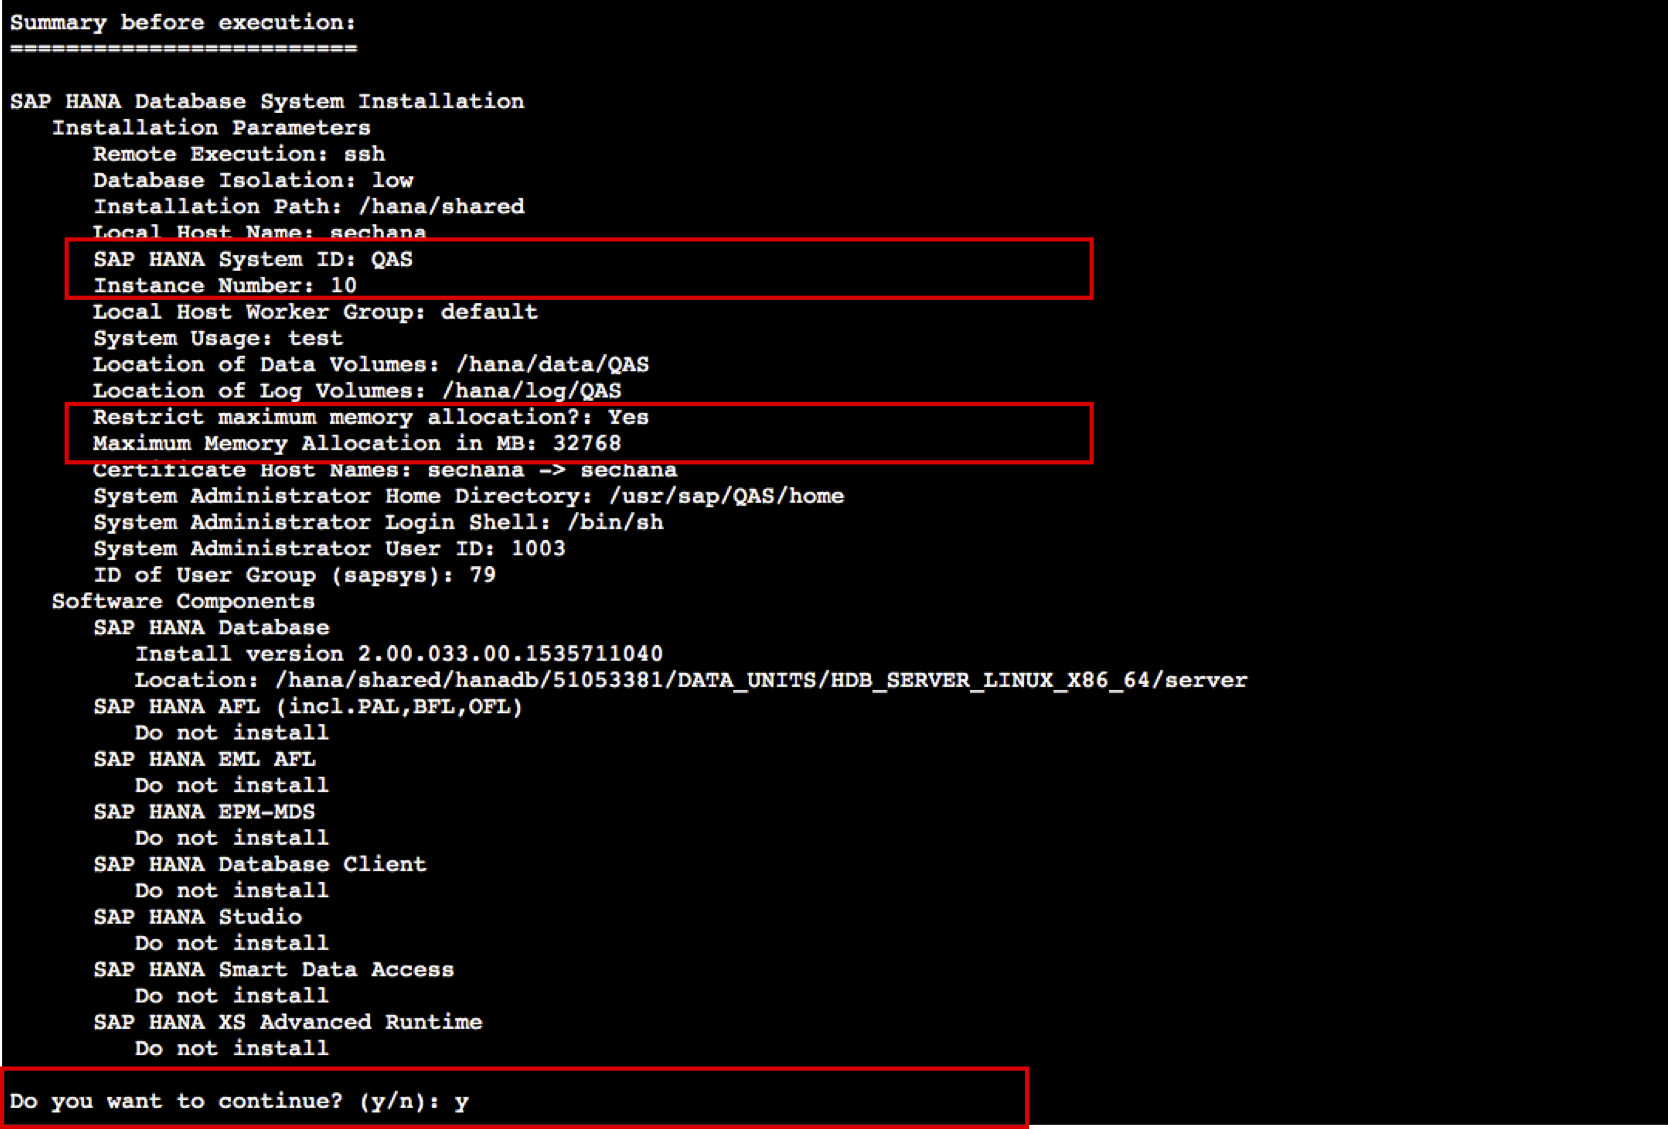 Summary before execution:
=========================
SAP HANA Database System Installation
Installation Parameters
Remote Execution: ssh
Database Isolation: low
Installation Path: /hana/shared
Local Host Name: sechana
SAP HANA System ID: QAS
Instance Number: 10
Local Host Worker Group: default
System Usage: test
Location of Data Volumes: /hana/data/QAS
Location of Log Volumes: /hana/log/QAS
Restrict maximum memory allocation?: Yes
Maximum Memory Allocation in MB: 32768
Certificate Host Names: sechana -> sechana
System Administrator Home Directory: /usr/sap/QAS/home
System Administrator Login Shell: /bin/sh
System Administrator User ID: 1003
ID of User Group (sapsys): 79
Software Components
SAP HANA Database
Install version 2.00.033.00.1535711040
Location: /hana/shared/hanadb/51053381/DATA_UNITS/HDB_SERVER_LINUX_X86_64/server
SAP HANA AFL (incl.PAL,BFL,OFL)
Do not install
SAP HANA EML AFL
Do not install
SAP HANA EPM-MDS
Do not install
SAP HANA Database Client
Do not install
SAP HANA Studio
Do not install
SAP HANA Smart Data Access
Do not install
SAP HANA XS Advanced Runtime
Do not install
Do you want to continue? (y/n): y